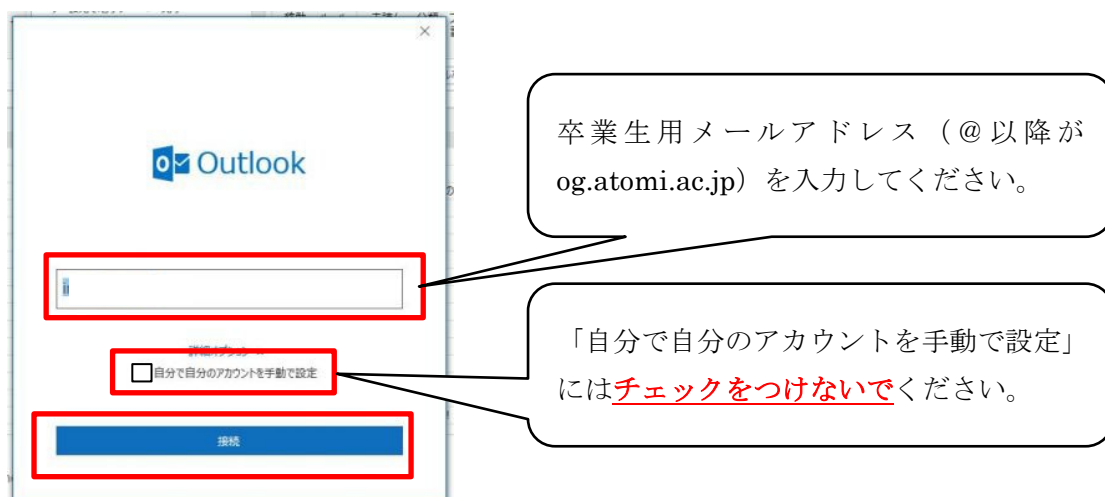 Outlook
卒業生用メールアドレス（＠以降が
og.atomi.ac.jp）を入力してください。
「自分で自分のアカウントを手動で設定」
にはチェックをつけないでください。
自分で自分のアカウントを手動で設定
接続